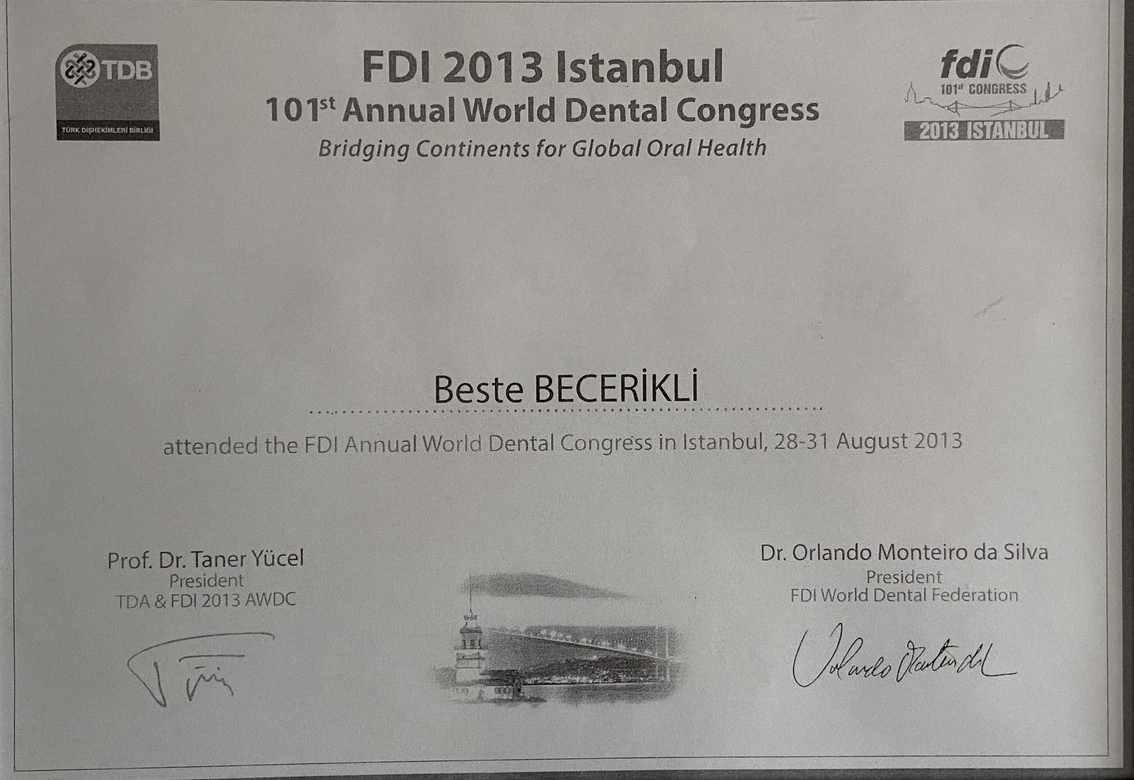 TDB
TÜRK DİŞHEKİMLERİ BİRLİĞİ
FDI 2013 Istanbul
101st Annual World Dental Congress
Bridging Continents for Global Oral Health
fdi
101st CONGRESS
2013 ISTANBUL
Beste BECERİKLİ
attended the FDI Annual World Dental Congress in Istanbul, 28-31 August 2013
Prof. Dr. Taner Yücel
President
TDA & FDI 2013 AWDC
Dr. Orlando Monteiro da Silva
President
FDI World Dental Federation